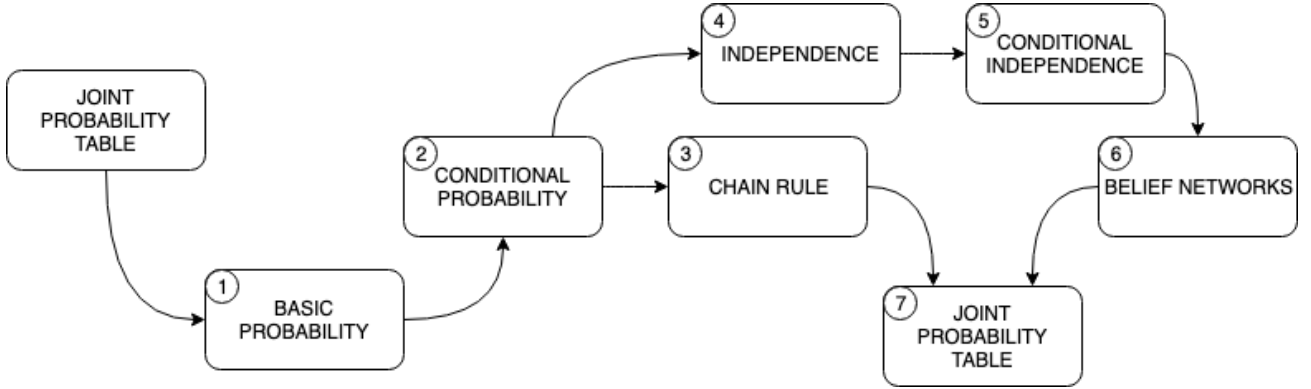 JOINT
PROBABILITY
TABLE
1
BASIC
PROBABILITY
2
CONDITIONAL
PROBABILITY
3
CHAIN RULE
4
INDEPENDENCE
5
CONDITIONAL
INDEPENDENCE
6
BELIEF NETWORKS
7
JOINT
PROBABILITY
TABLE